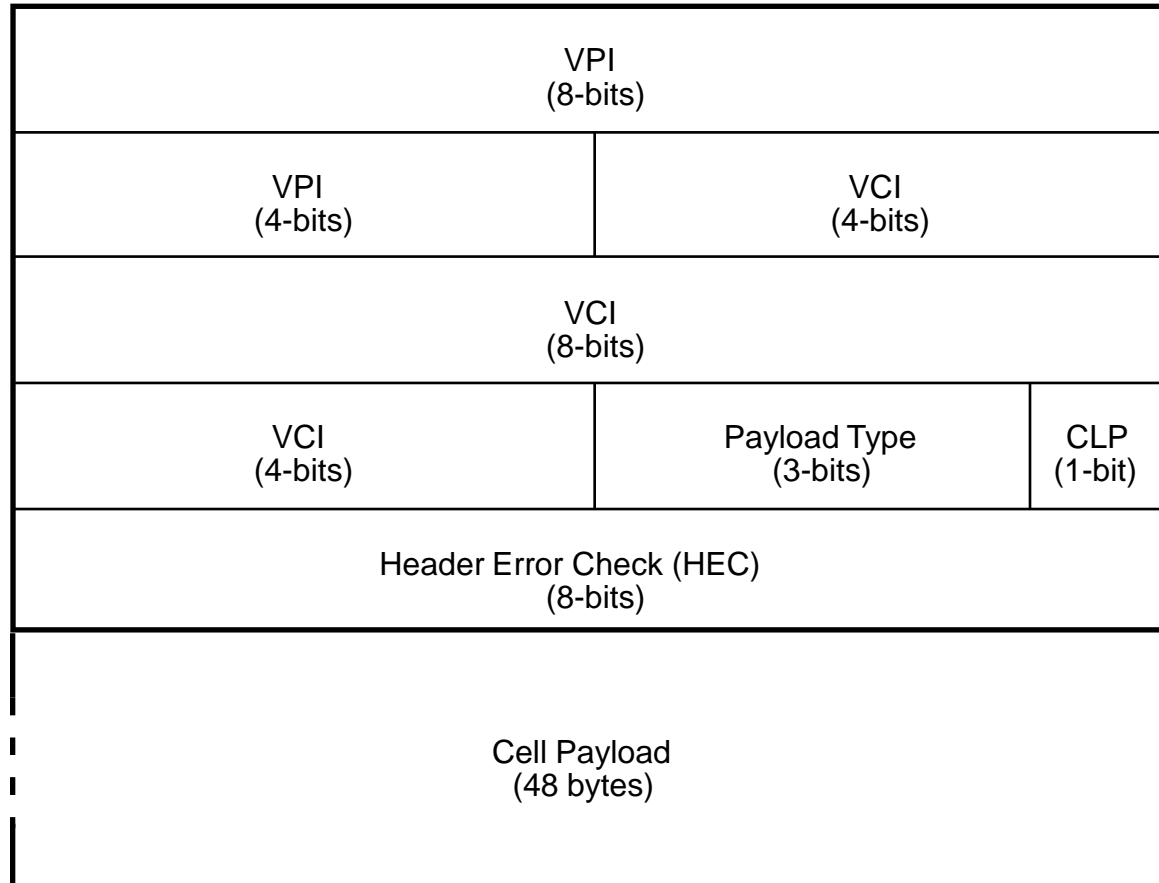 VPI
(8-bits)
VPI
(4-bits)
VCI
(4-bits)
VCI
(8-bits)
VCI
(4-bits)
Payload Type
(3-bits)
CLP
(1-bit)
Header Error Check (HEC)
(8-bits)
Cell Payload
(48 bytes)